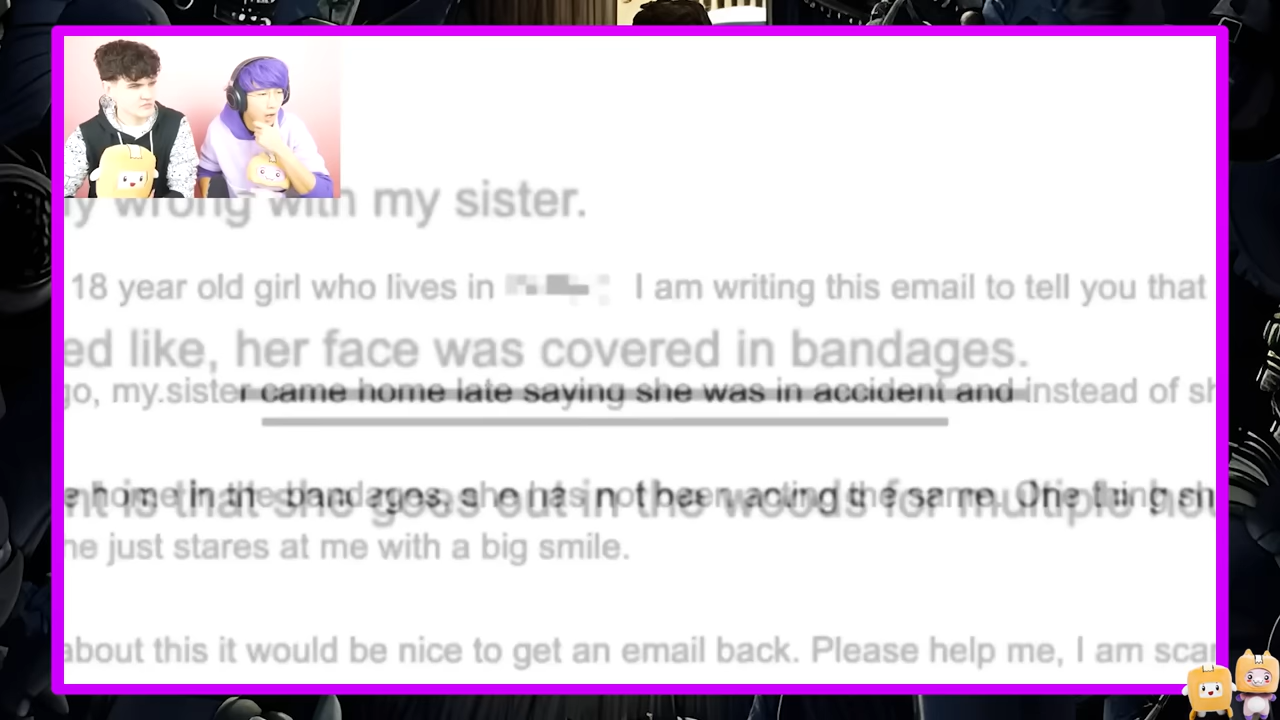 wrong with my sister.
18 year old girl who lives in I am writing this email to tell you that
ed like, her face was covered in bandages.
go, my.sister came home late saying she was in accident and instead of sh
e home in the bandages, she has not been acting the same. One thing sh
nt is that she goes out in the woods for multiple hou
he just stares at me with a big smile.
about this it would be nice to get an email back. Please help me, I am scar